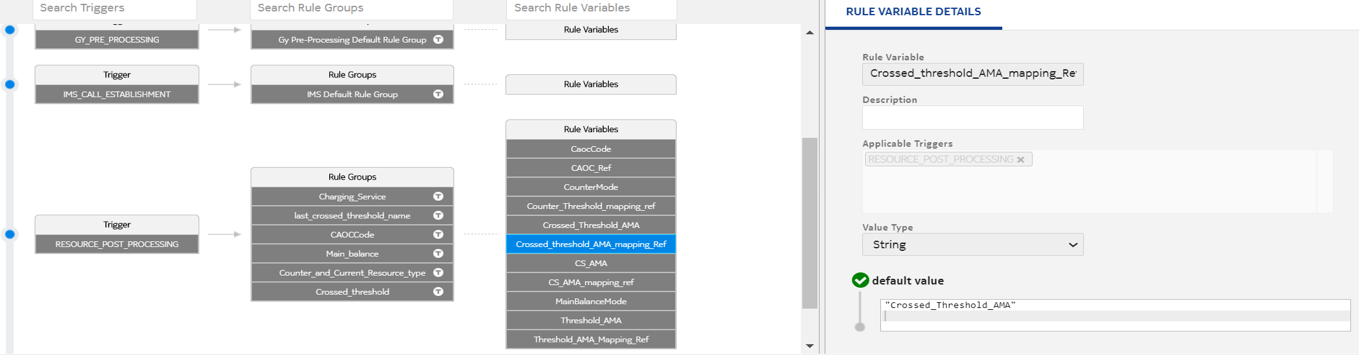 Search Triggers
Search Rule Groups
Search Rule Variables
GY_PRE_PROCESSING
Gy Pre-Processing Default Rule Group
Rule Variables
Trigger
IMS_CALL_ESTABLISHMENT
Rule Groups
IMS Default Rule Group
Rule Variables
Trigger
RESOURCE_POST_PROCESSING
Rule Groups
Charging_Service
last_crossed_threshold_name
CAOCCode
Main_balance
Counter_and_Current_Resource_type
Crossed_threshold
Rule Variables
CaocCode
CAOC_Ref
CounterMode
Counter_Threshold_mapping_ref
Crossed_Threshold_AMA
Crossed_threshold_AMA_mapping_Ref
CS_AMA
CS_AMA_mapping_ref
MainBalanceMode
Threshold_AMA
Threshold_AMA_Mapping_Ref
RULE VARIABLE DETAILS
Rule Variable
Crossed_threshold_AMA_mapping_Re
Description
Applicable Triggers
RESOURCE_POST_PROCESSING
Value Type
String
default value
"Crossed_Threshold_AMA"